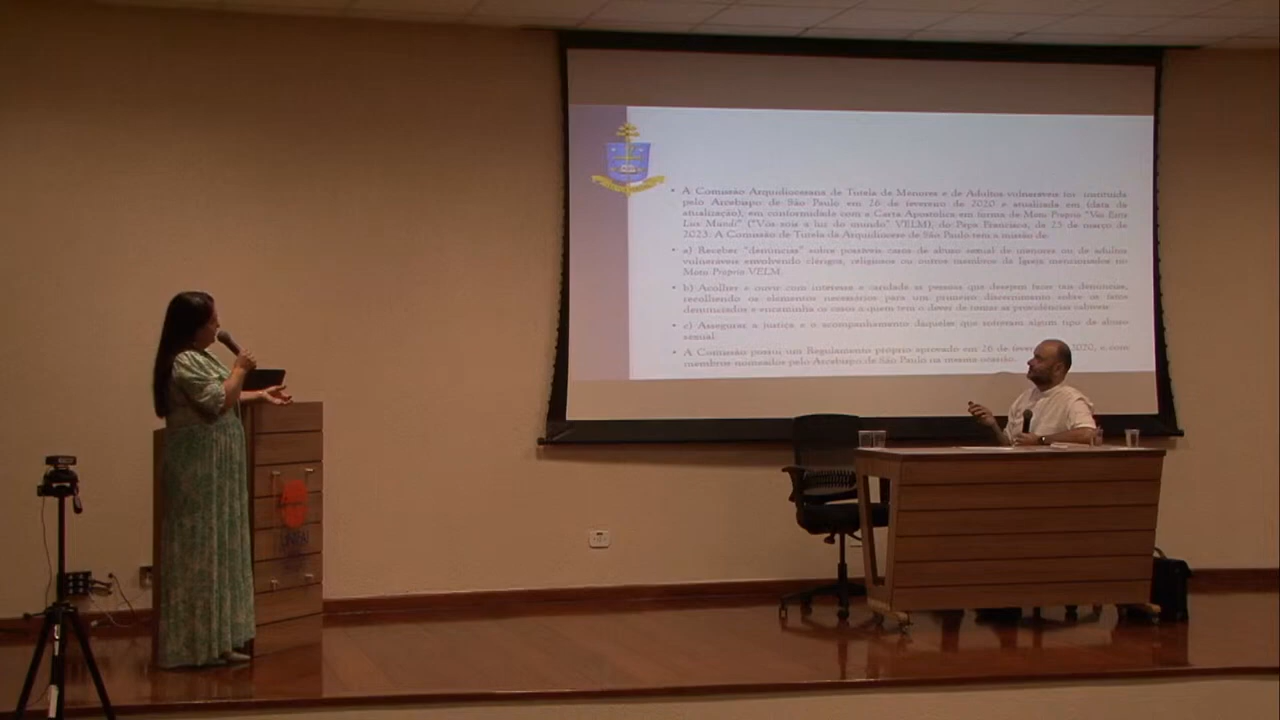 • A Comissão Arquidiocesana de Tutela de Menores e de Adultos vulneráveis foi instituída
pelo Arcebispo de São Paulo em 26 de fevereiro de 2020 e atualizada em (data da
atualização), em conformidade com a Carta Apostólica em forma de Motu Proprio "Vos Estis
Lux Mundi" ("Vos sois a luz do mundo" VELM), do Papa Francisco, de 25 de março de
2023. A Comissão de Tutela da Arquidiocese de São Paulo tem a missão de:
• a) Receber "denúncias" sobre possíveis casos de abuso sexual de menores ou de adultos
vulneráveis envolvendo clérigos, religiosos ou outros membros da Igreja mencionados no
Motu Proprio VELM.
• b) Acolher e ouvir com interesse e caridade as pessoas que desejam fazer tais denúncias,
recolhendo os elementos necessários para um primeiro discernimento sobre os fatos
denunciados e encaminha os casos a quem tem o dever de tomar as providências cabíveis.
• c) Assegurar a justiça e o acompanhamento daqueles que sofreram algum tipo de abuso
sexual.
• A Comissão possui um Regulamento próprio aprovado em 26 de fevere 2020, e com
membros nomeados pelo Arcebispo de São Paulo na mesma ocasião.
UNIFAI